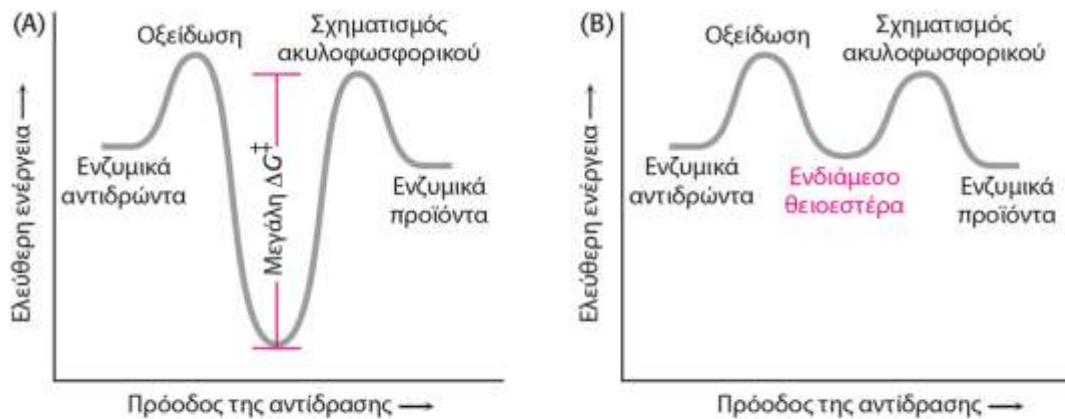 (A)
Οξείδωση
Σχηματισμός
ακυλοφωσφορικού
Ελεύθερη ενέργεια
Ενζυμικά
αντιδρώντα
Μεγάλη ΔG‡
Ενζυμικά
προϊόντα
Πρόοδος της αντίδρασης
(B)
Οξείδωση
Σχηματισμός
ακυλοφωσφορικού
Ελεύθερη ενέργεια
Ενζυμικά
αντιδρώντα
Ενδιάμεσο
θειοεστέρα
Ενζυμικά
προϊόντα
Πρόοδος της αντίδρασης